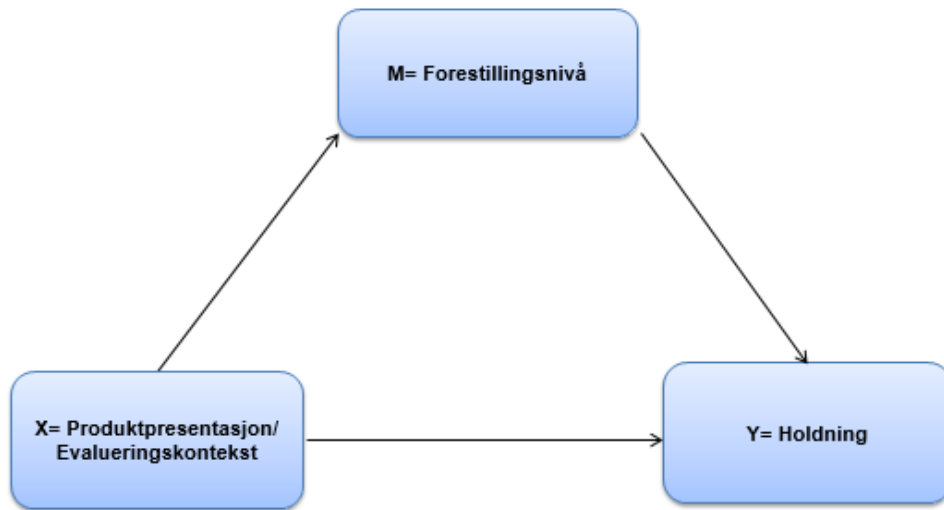 M= Forestillingsnivå
X= Produktpresentasjon/
Evalueringskontekst
Y= Holdning